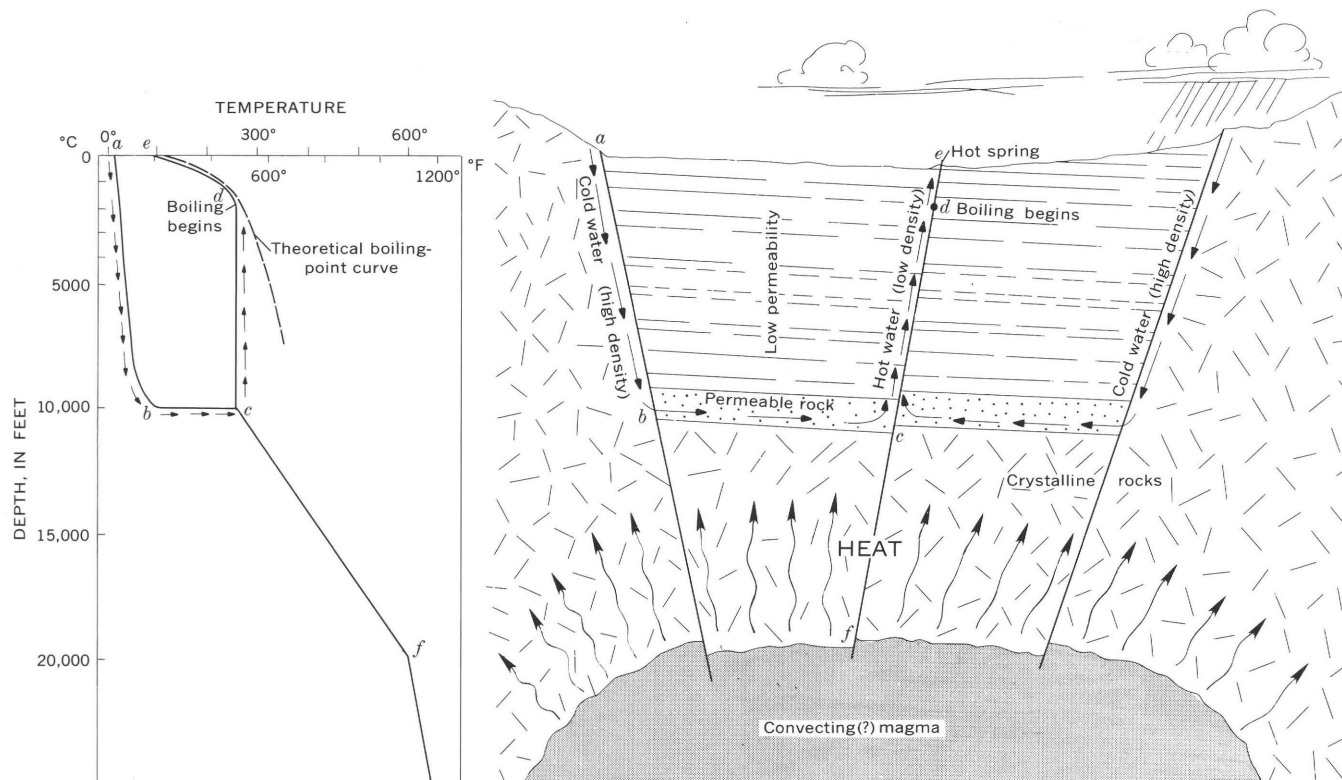 TEMPERATURE
°C
0°
300°
600°
a
e
0
°F
600°
1200°
d
Boiling
begins
Theoretical boiling-
point curve
5000
10,000
b
c
15,000
20,000
f
DEPTH, IN FEET
a
e Hot spring
d Boiling begins
Cold water (high density)
Low permeability
Hot water (low density)
Cold water (high density)
Permeable rock
b
c
Crystalline rocks
HEAT
f
Convecting(?) magma